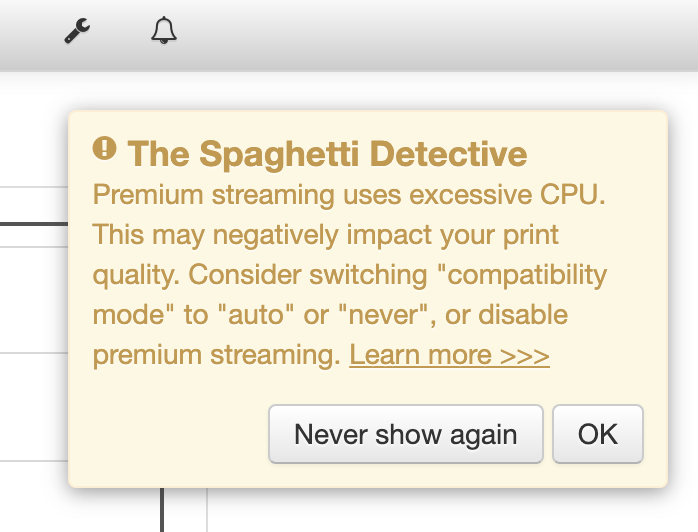 The Spaghetti Detective
Premium streaming uses excessive CPU.
This may negatively impact your print
quality. Consider switching "compatibility
mode" to "auto" or "never", or disable
premium streaming. Learn more >>>
Never show again
OK